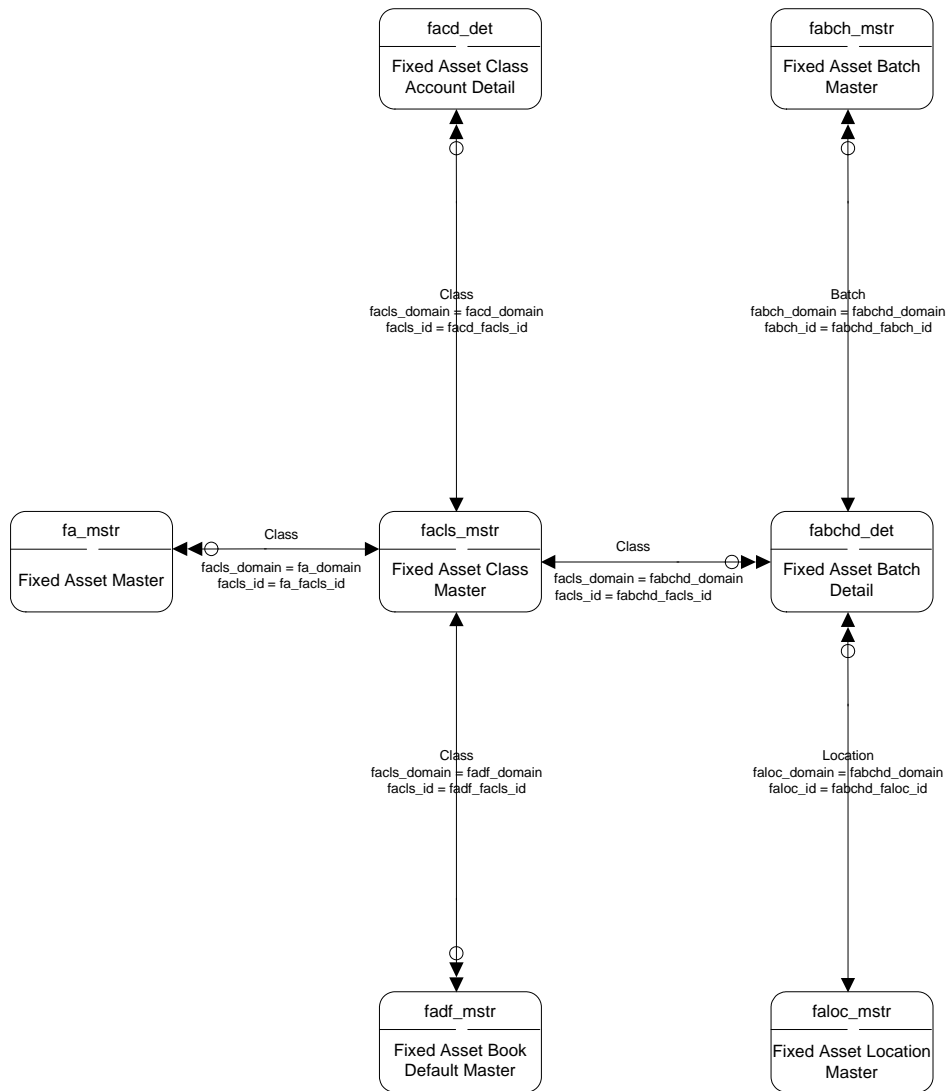 facd_det
Fixed Asset Class
Account Detail
fabch_mstr
Fixed Asset Batch
Master
Class
facls_domain = facd_domain
facls_id = facd_facls_id
Batch
fabch_domain = fabchd_domain
fabch_id = fabchd_fabch_id
fa_mstr
Fixed Asset Master
Class
facls_domain = fa_domain
facls_id = fa_facls_id
facls_mstr
Fixed Asset Class
Master
Class
facls_domain = fabchd_domain
facls_id = fabchd_facls_id
fabchd_det
Fixed Asset Batch
Detail
Class
facls_domain = fadf_domain
facls_id = fadf_facls_id
Location
faloc_domain = fabchd_domain
faloc_id = fabchd_faloc_id
fadf_mstr
Fixed Asset Book
Default Master
faloc_mstr
Fixed Asset Location
Master